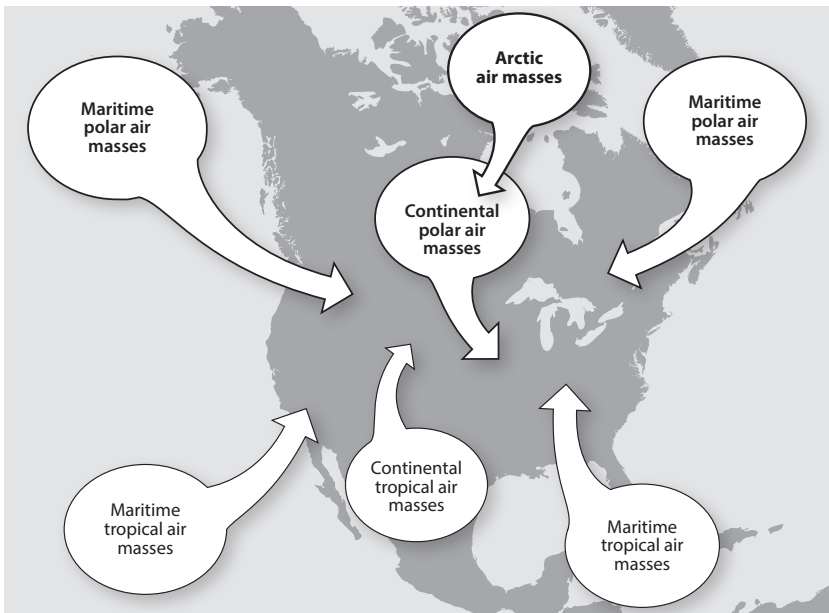 Arctic
air masses
Maritime
polar air
masses
Maritime
polar air
masses
Continental
polar air
masses
Continental
tropical air
masses
Maritime
tropical air
masses
Maritime
tropical air
masses